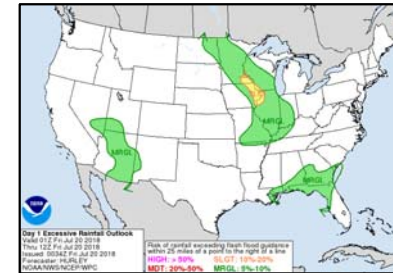 MRGL
MRGL
MRGL
NOAA
Day 1 Excessive Rainfall Outlook
Valid 01Z Fri Jul 20 2018
Thru 12Z Fri Jul 20 2018
Issued: 0034Z Fri Jul 20 2018
Forecaster: HURLEY
NOAA/NWS/NCEP/WPC
Risk of rainfall exceeding flash flood guidance
within 25 miles of a point to the right of a line.
HIGH: > 50% SLGT: 10%-20%
MDT: 20%-50% MRGL: 5%-10%